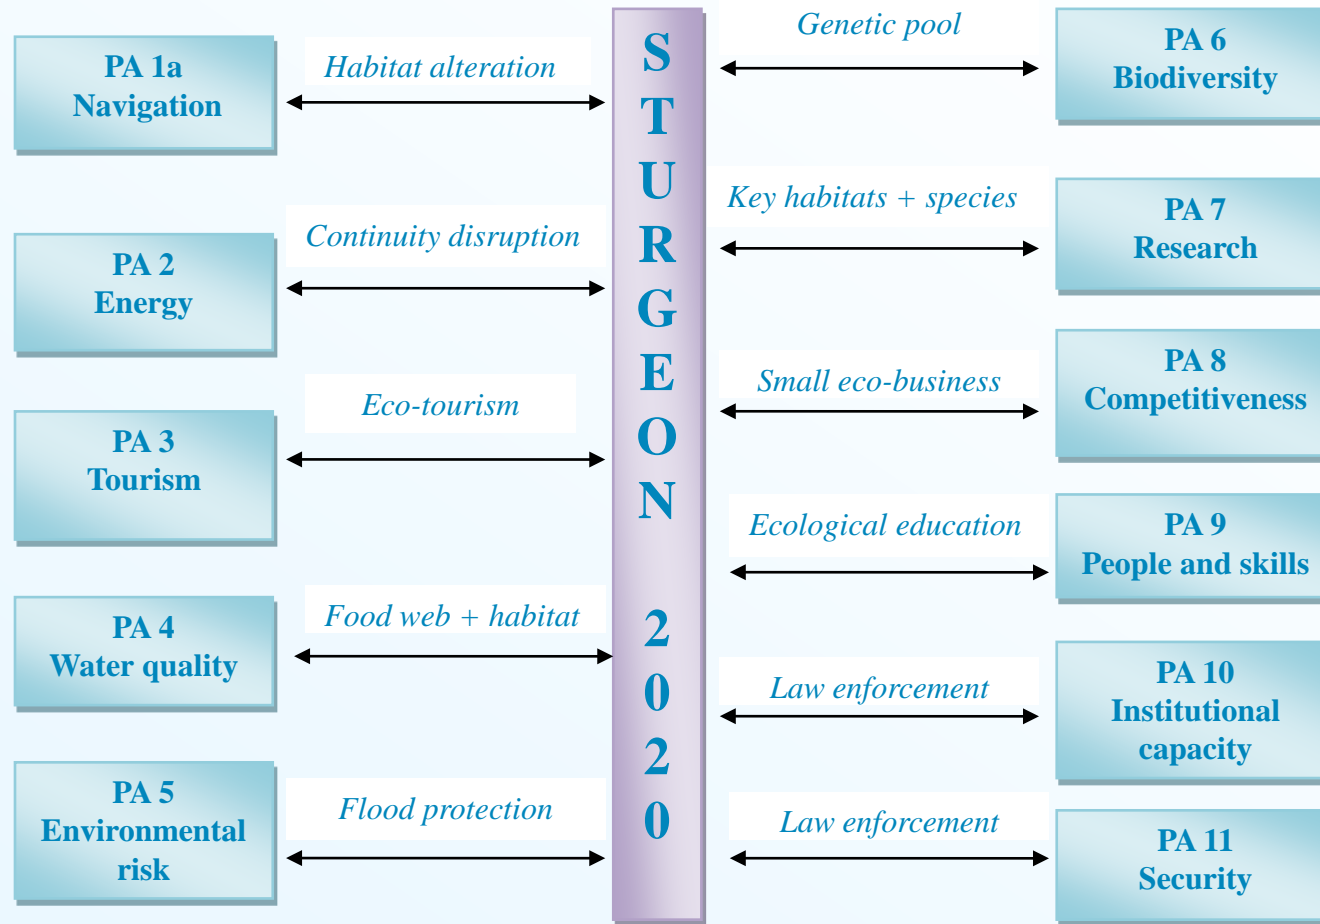 PA 1a
Navigation
Habitat alteration
PA 2
Energy
Continuity disruption
PA 3
Tourism
Eco-tourism
PA 4
Water quality
Food web + habitat
PA 5
Environmental
risk
Flood protection
S
T
U
R
G
E
O
N
2
0
2
0
Genetic pool
PA 6
Biodiversity
Key habitats + species
PA 7
Research
Small eco-business
PA 8
Competitiveness
Ecological education
PA 9
People and skills
Law enforcement
PA 10
Institutional
capacity
Law enforcement
PA 11
Security